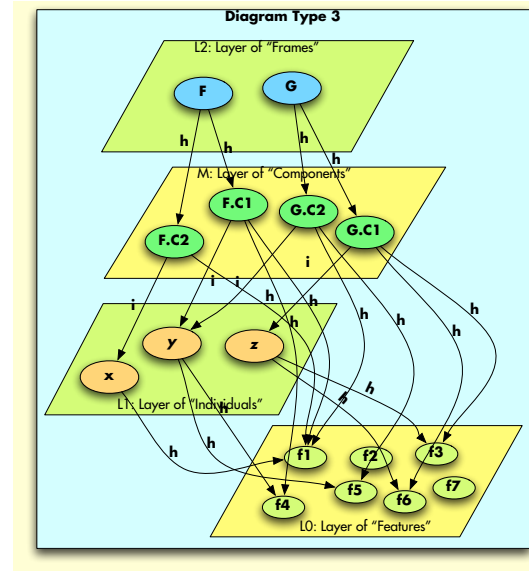 Diagram Type 3
L2: Layer of "Frames"
F
G
h
h
h
h
M: Layer of "Components"
F.C1
G.C2
G.C1
F.C2
i
i
i
i
h
h
h
h
h
h
y
z
x
L1: Layer of "Individuals"
h
h
h
h
h
h
f1
f2
f3
f4
f5
f6
f7
L0: Layer of "Features"